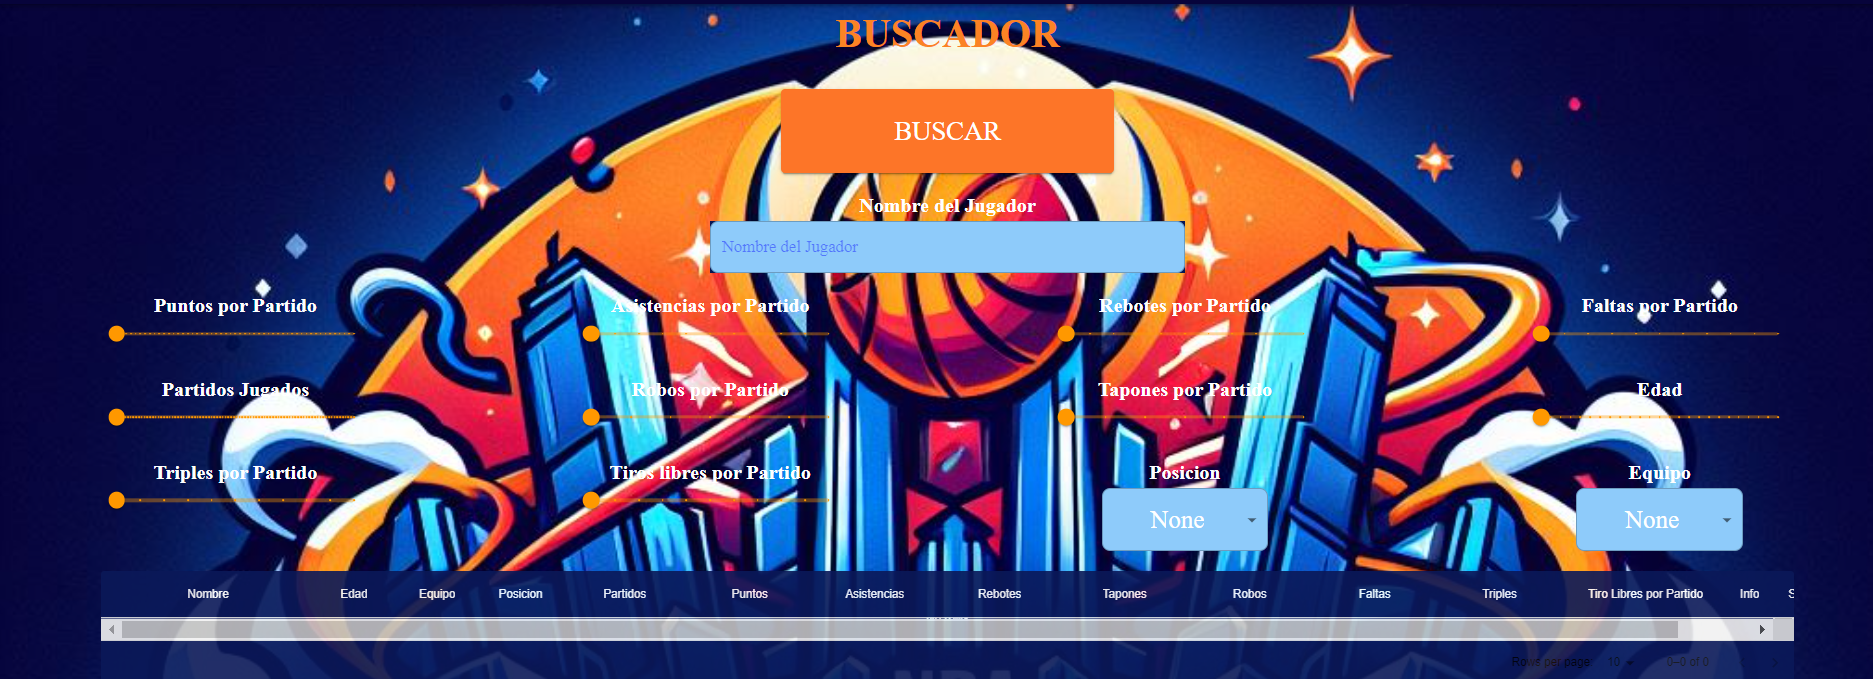 BUSCADOR
BUSCAR
Nombre del Jugador
Nombre del Jugador
Puntos por Partido
Asistencias por Partido
Rebotes por Partido
Faltas por Partido
Partidos Jugados
Robos por Partido
Tapones por Partido
Edad
Triples por Partido
Tiros libres por Partido
Posicion
Equipo
None
None
Nombre Edad Equipo Posicion Partidos Puntos Asistencias Rebotes Tapones Robos Faltas Triples Tiro Libres por Partido Info
Rows per page: 10 0–0 of 0